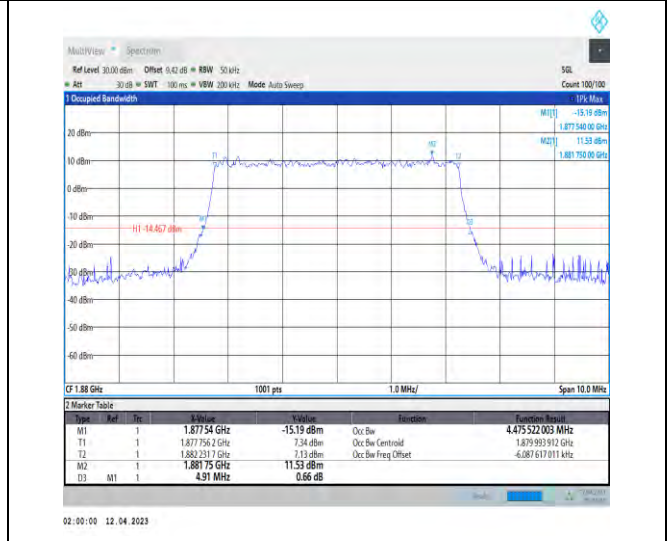 MultiView Spectrum
Ref Level 30.00 dBm Offset 9.42 dB RBW 50 kHz SGL
Att 30 dB SWT 100 ms VBW 200 kHz Mode Auto Sweep Count 100/100
1 Occupied Bandwidth 1Pk Max
M1[1] -15.19 dBm
1.877 540 00 GHz
M2[1] 11.53 dBm
1.881 750 00 GHz
20 dBm
M2
10 dBm T1 T2
0 dBm
-10 dBm
M1 D3
H1 -14.467 dBm
-20 dBm
-30 dBm
-40 dBm
-50 dBm
-60 dBm
CF 1.88 GHz 1001 pts 1.0 MHz/ Span 10.0 MHz
2 Marker Table
Type Ref Trc X-Value Y-Value Function Function Result
M1 1 1.87754 GHz -15.19 dBm Occ Bw 4.475 522 003 MHz
T1 1 1.877 756 2 GHz 7.34 dBm Occ Bw Centroid 1.879 993 912 GHz
T2 1 1.882 231 7 GHz 7.13 dBm Occ Bw Freq Offset -6.087 617 011 kHz
M2 1 1.881 75 GHz 11.53 dBm
D3 M1 1 4.91 MHz 0.66 dB
02:00:00 12.04.2023